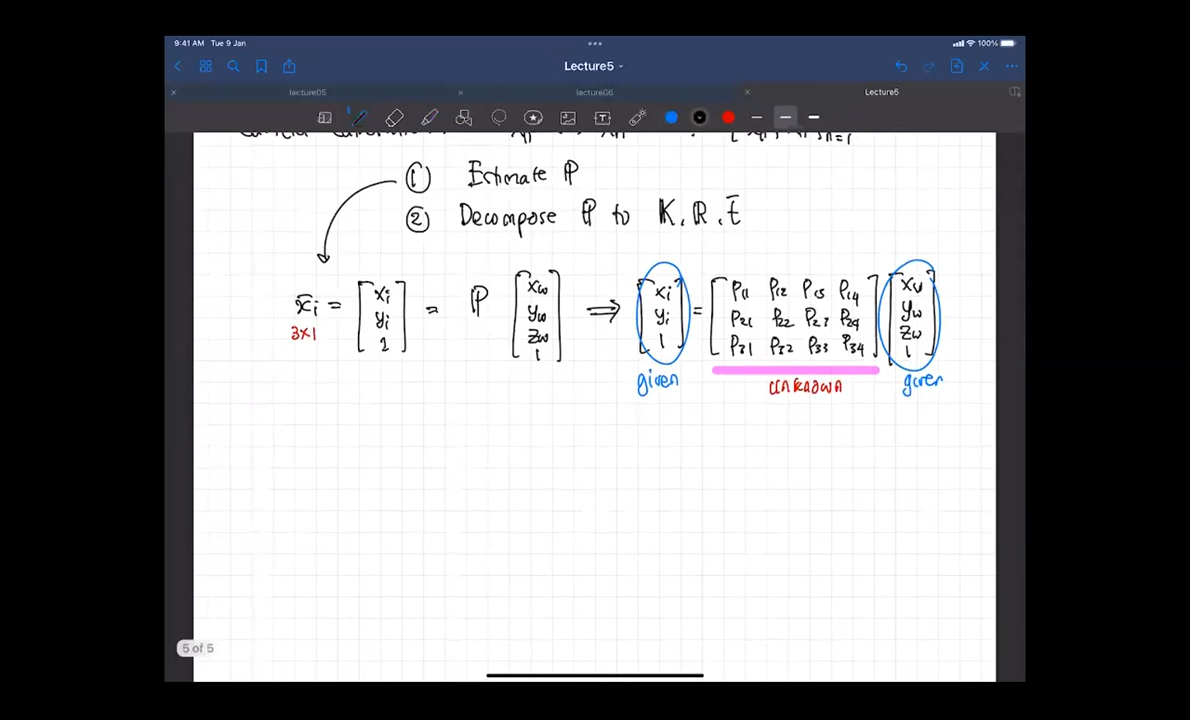 9:41 AM Tue 9 Jan
100%
Lecture5
lecture05
lecture06
Lecture5
① Estimate ℙ
② Decompose ℙ to 𝕂, ℝ, t̄
x̄i = [xi yi 1] = ℙ [xw yw zw 1] ⟹ [xi yi 1] = [P11 P12 P13 P14 P21 P22 P23 P24 P31 P32 P33 P34] [xw yw zw 1]
3×1
given
unknown
given
5 of 5